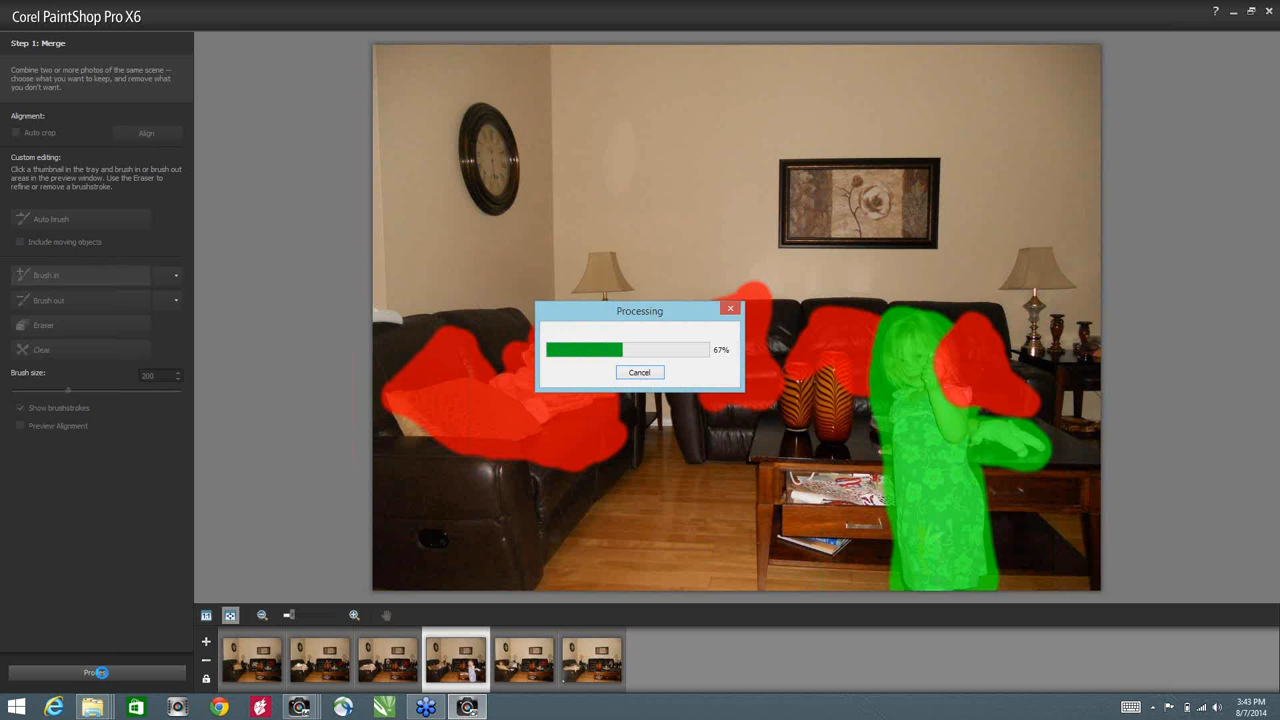 Corel PaintShop Pro X6
?
Step 1: Merge
Combine two or more photos of the same scene —
choose what you want to keep, and remove what
you don't want.
Alignment:
Auto crop
Align
Custom editing:
Click a thumbnail in the tray and brush in or brush out
areas in the preview window. Use the Eraser to
refine or remove a brushstroke.
Auto brush
Include moving objects
Brush in
Brush out
Eraser
Clear
Brush size:
200
Show brushstrokes
Preview Alignment
Processing
67%
Cancel
1:1
Pro
3:43 PM
8/7/2014